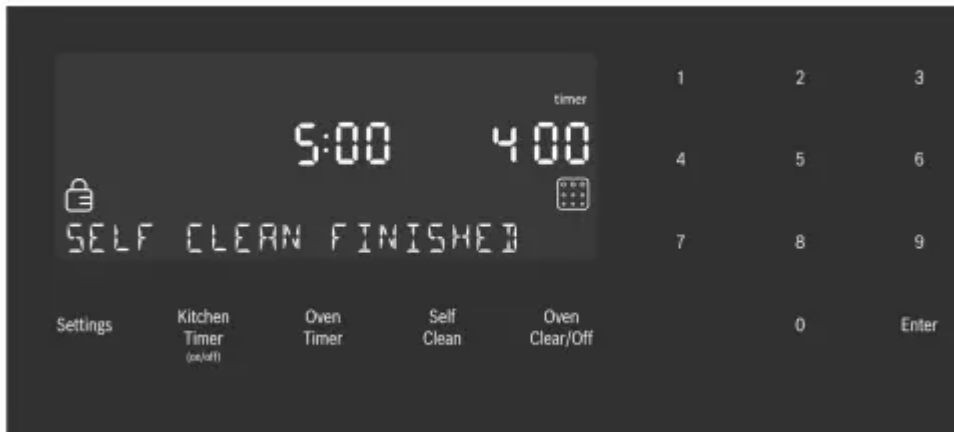 timer
5:00 4 00
SELF CLEAN FINISHED
Settings
Kitchen
Timer
(on/off)
Oven
Timer
Self
Clean
Oven
Clear/Off
1 2 3
4 5 6
7 8 9
0 Enter